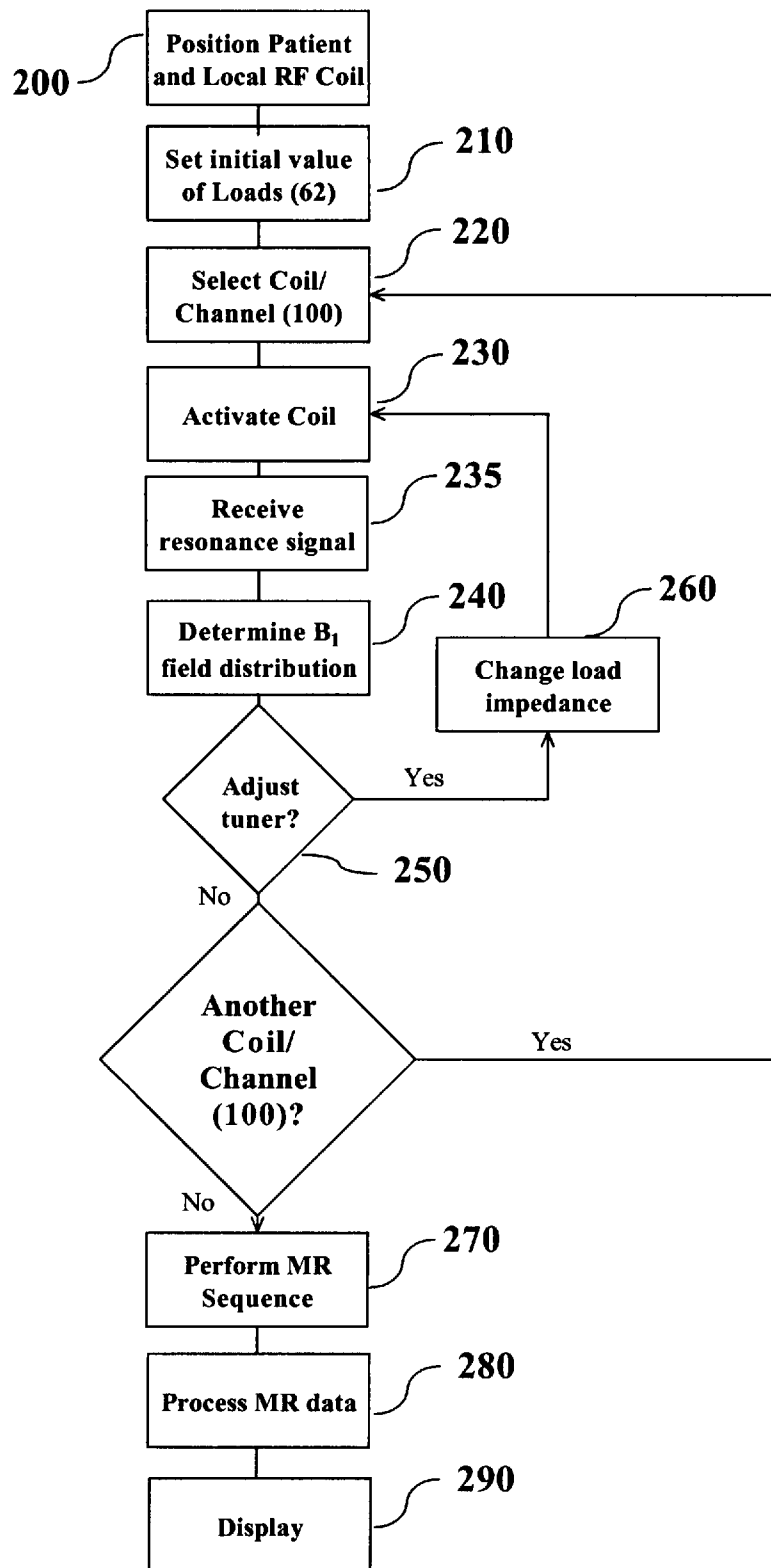 Position Patient
and Local RF Coil
200
Set initial value
of Loads (62)
210
Select Coil/
Channel (100)
220
Activate Coil
230
Receive
resonance signal
235
Determine B₁
field distribution
240
Change load
impedance
260
Adjust
tuner?
Yes
250
No
Another
Coil/
Channel
(100)?
Yes
No
Perform MR
Sequence
270
Process MR data
280
Display
290